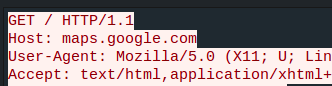 GET / HTTP/1.1
Host: maps.google.com
User-Agent: Mozilla/5.0 (X11; U; Lin
Accept: text/html,application/xhtml+